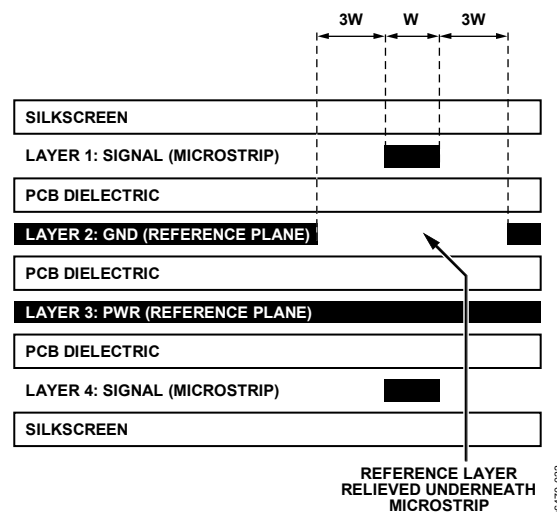 3W W 3W
SILKSCREEN
LAYER 1: SIGNAL (MICROSTRIP)
PCB DIELECTRIC
LAYER 2: GND (REFERENCE PLANE)
PCB DIELECTRIC
LAYER 3: PWR (REFERENCE PLANE)
PCB DIELECTRIC
LAYER 4: SIGNAL (MICROSTRIP)
SILKSCREEN
REFERENCE LAYER
RELIEVED UNDERNEATH
MICROSTRIP